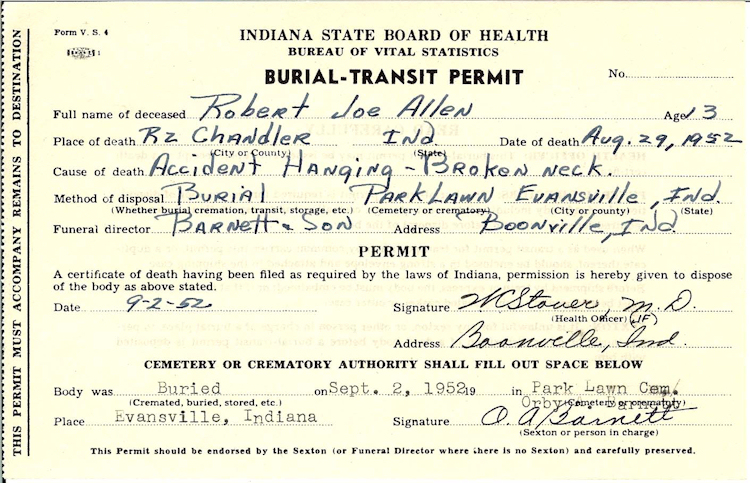 Form V. S. 4
INDIANA STATE BOARD OF HEALTH
BUREAU OF VITAL STATISTICS
BURIAL-TRANSIT PERMIT
No.
Full name of deceased Robert Joe Allen Age 13
Place of death R2 Chandler Ind. Date of death Aug. 29, 1952
(City or County) (State)
Cause of death Accident Hanging - Broken neck.
Method of disposal Burial Park Lawn Evansville, Ind.
(Whether burial cremation, transit, storage, etc.) (Cemetery or crematory) (City or county) (State)
Funeral director Barnett & Son Address Boonville, Ind.
PERMIT
A certificate of death having been filed as required by the laws of Indiana, permission is hereby given to dispose
of the body as above stated.
Date 9-2-52 Signature WCStover, M.D.
(Health Officer) (JF)
Address Boonville, Ind
CEMETERY OR CREMATORY AUTHORITY SHALL FILL OUT SPACE BELOW
Body was Buried on Sept. 2, 1952 19 in Park Lawn Cem.
(Cremated, buried, stored, etc.) (Cemetery or crematory)
Orby Barnett
Place Evansville, Indiana Signature O. A Barnett
(Sexton or person in charge)
This Permit should be endorsed by the Sexton (or Funeral Director where there is no Sexton) and carefully preserved.
THIS PERMIT MUST ACCOMPANY REMAINS TO DESTINATION